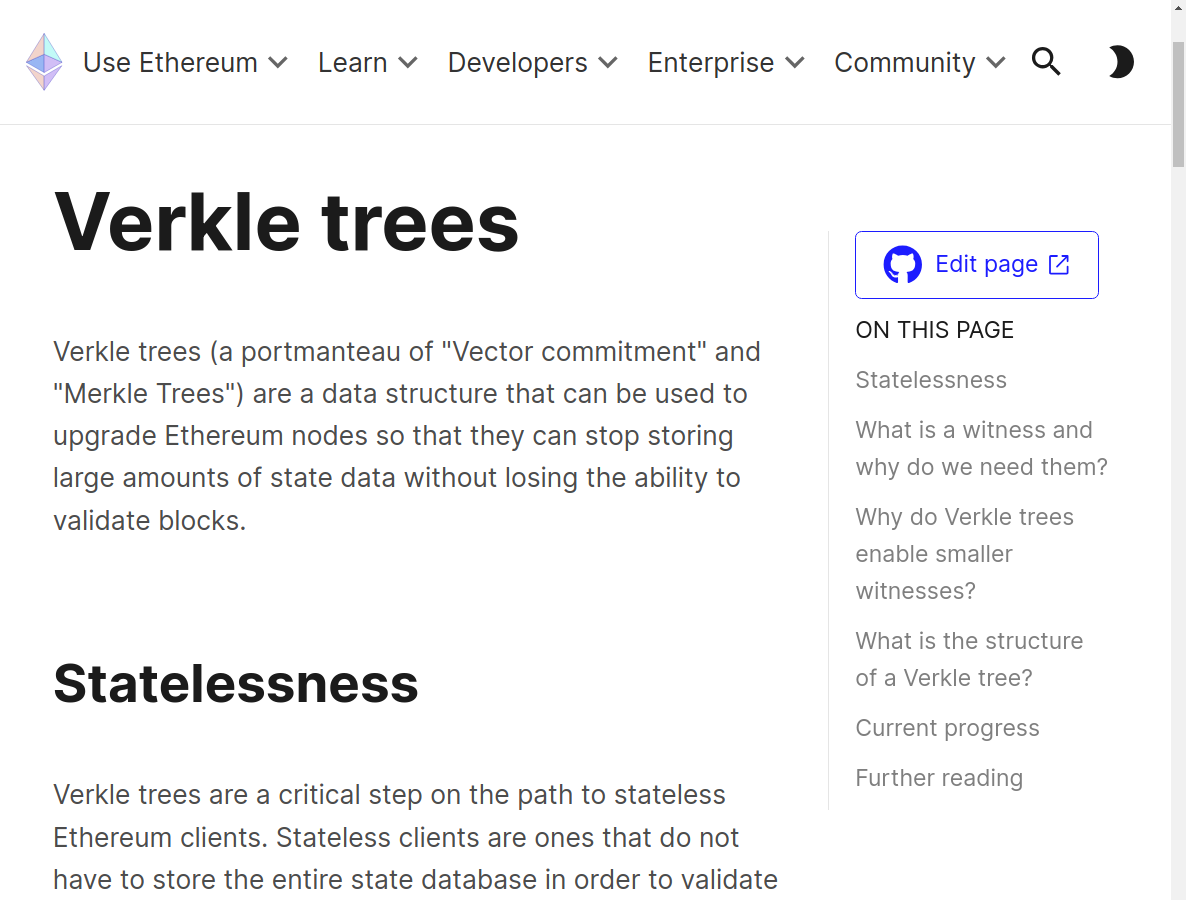 Use Ethereum Learn Developers Enterprise Community
Verkle trees
Verkle trees (a portmanteau of "Vector commitment" and
"Merkle Trees") are a data structure that can be used to
upgrade Ethereum nodes so that they can stop storing
large amounts of state data without losing the ability to
validate blocks.
Statelessness
Verkle trees are a critical step on the path to stateless
Ethereum clients. Stateless clients are ones that do not
have to store the entire state database in order to validate
Edit page
ON THIS PAGE
Statelessness
What is a witness and
why do we need them?
Why do Verkle trees
enable smaller
witnesses?
What is the structure
of a Verkle tree?
Current progress
Further reading